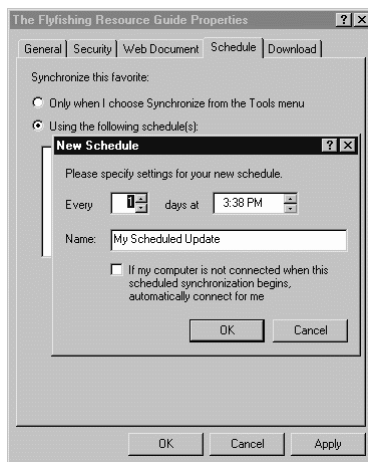 The Flyfishing Resource Guide Properties
General Security Web Document Schedule Download
Synchronize this favorite:
Only when I choose Synchronize from the Tools menu
Using the following schedule(s):
New Schedule
Please specify settings for your new schedule.
Every 1 days at 3:38 PM
Name: My Scheduled Update
If my computer is not connected when this
scheduled synchronization begins,
automatically connect for me
OK Cancel
OK Cancel Apply